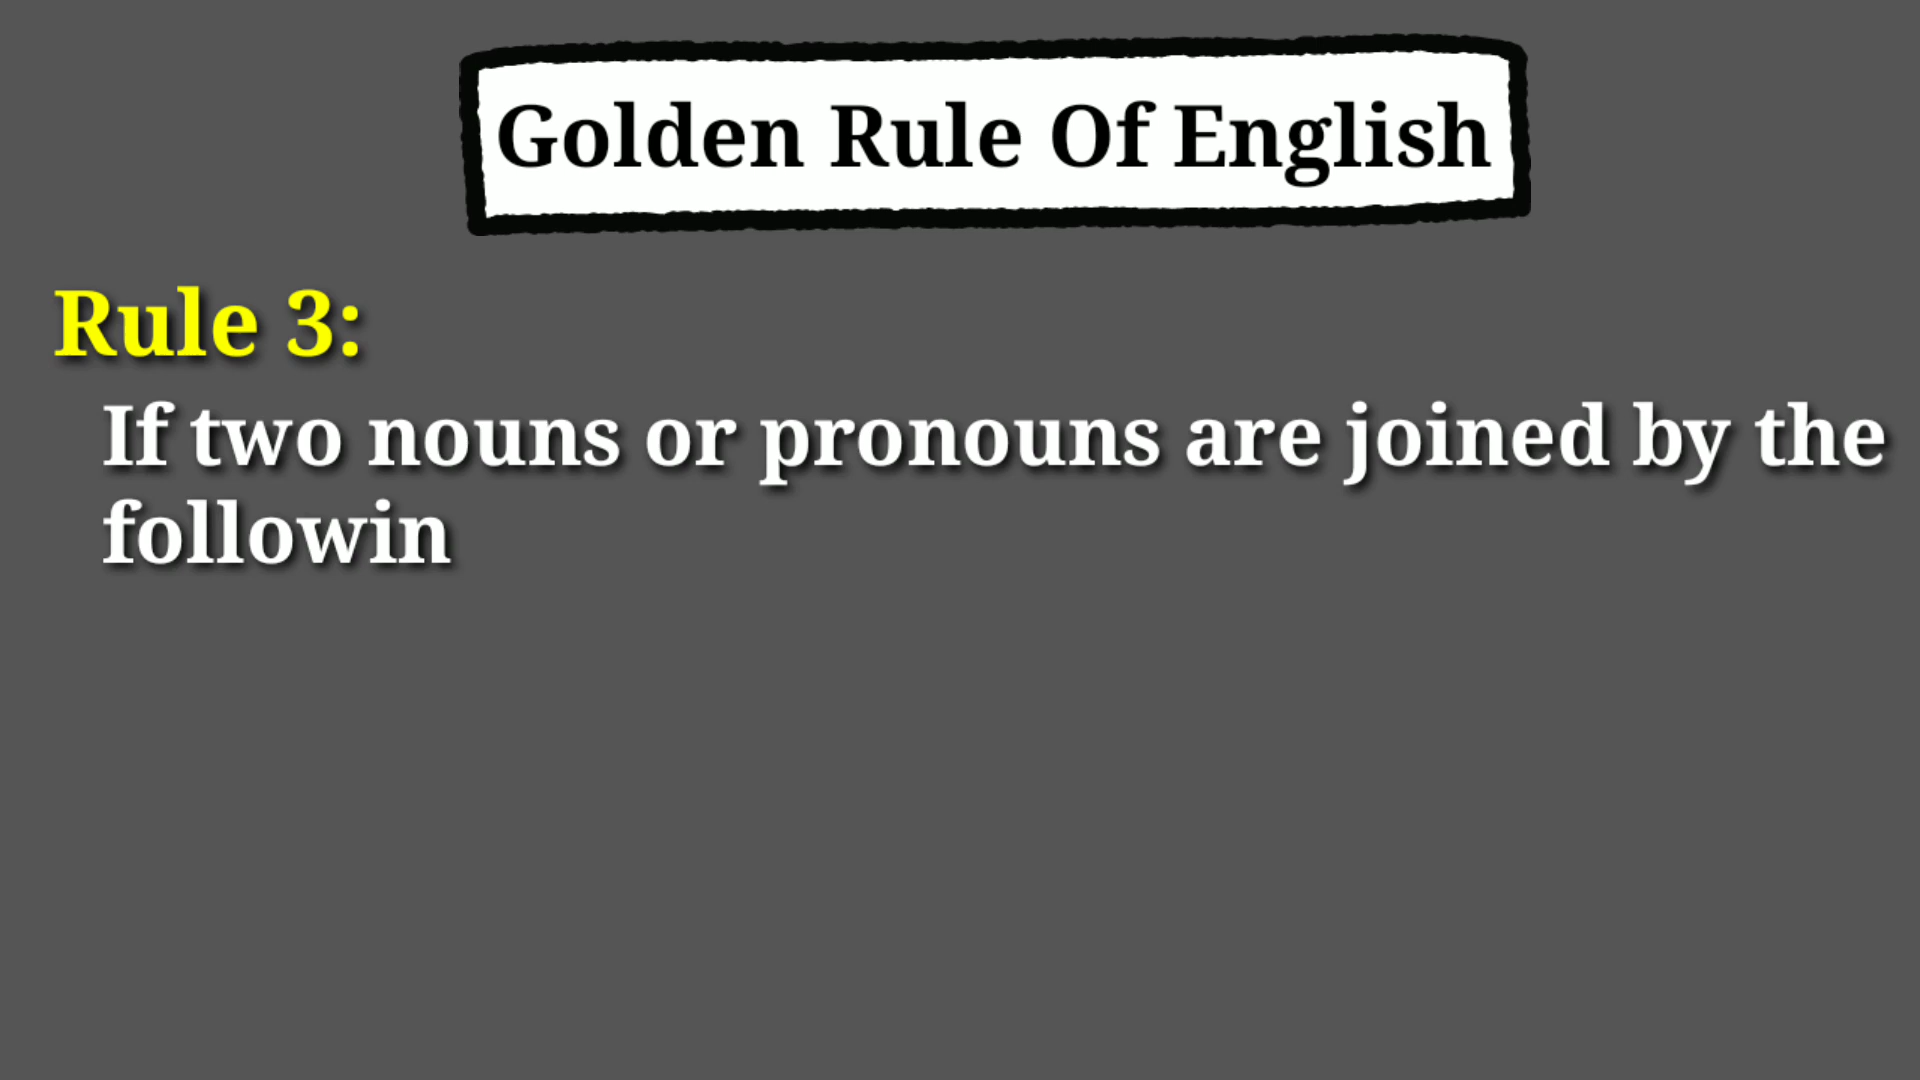 Golden Rule Of English
Rule 3:
If two nouns or pronouns are joined by the
followin